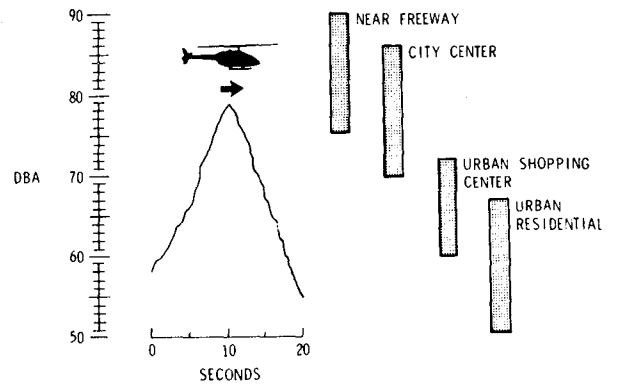 90
80
70
60
50
DBA
0
10
20
SECONDS
NEAR FREEWAY
CITY CENTER
URBAN SHOPPING
CENTER
URBAN
RESIDENTIAL